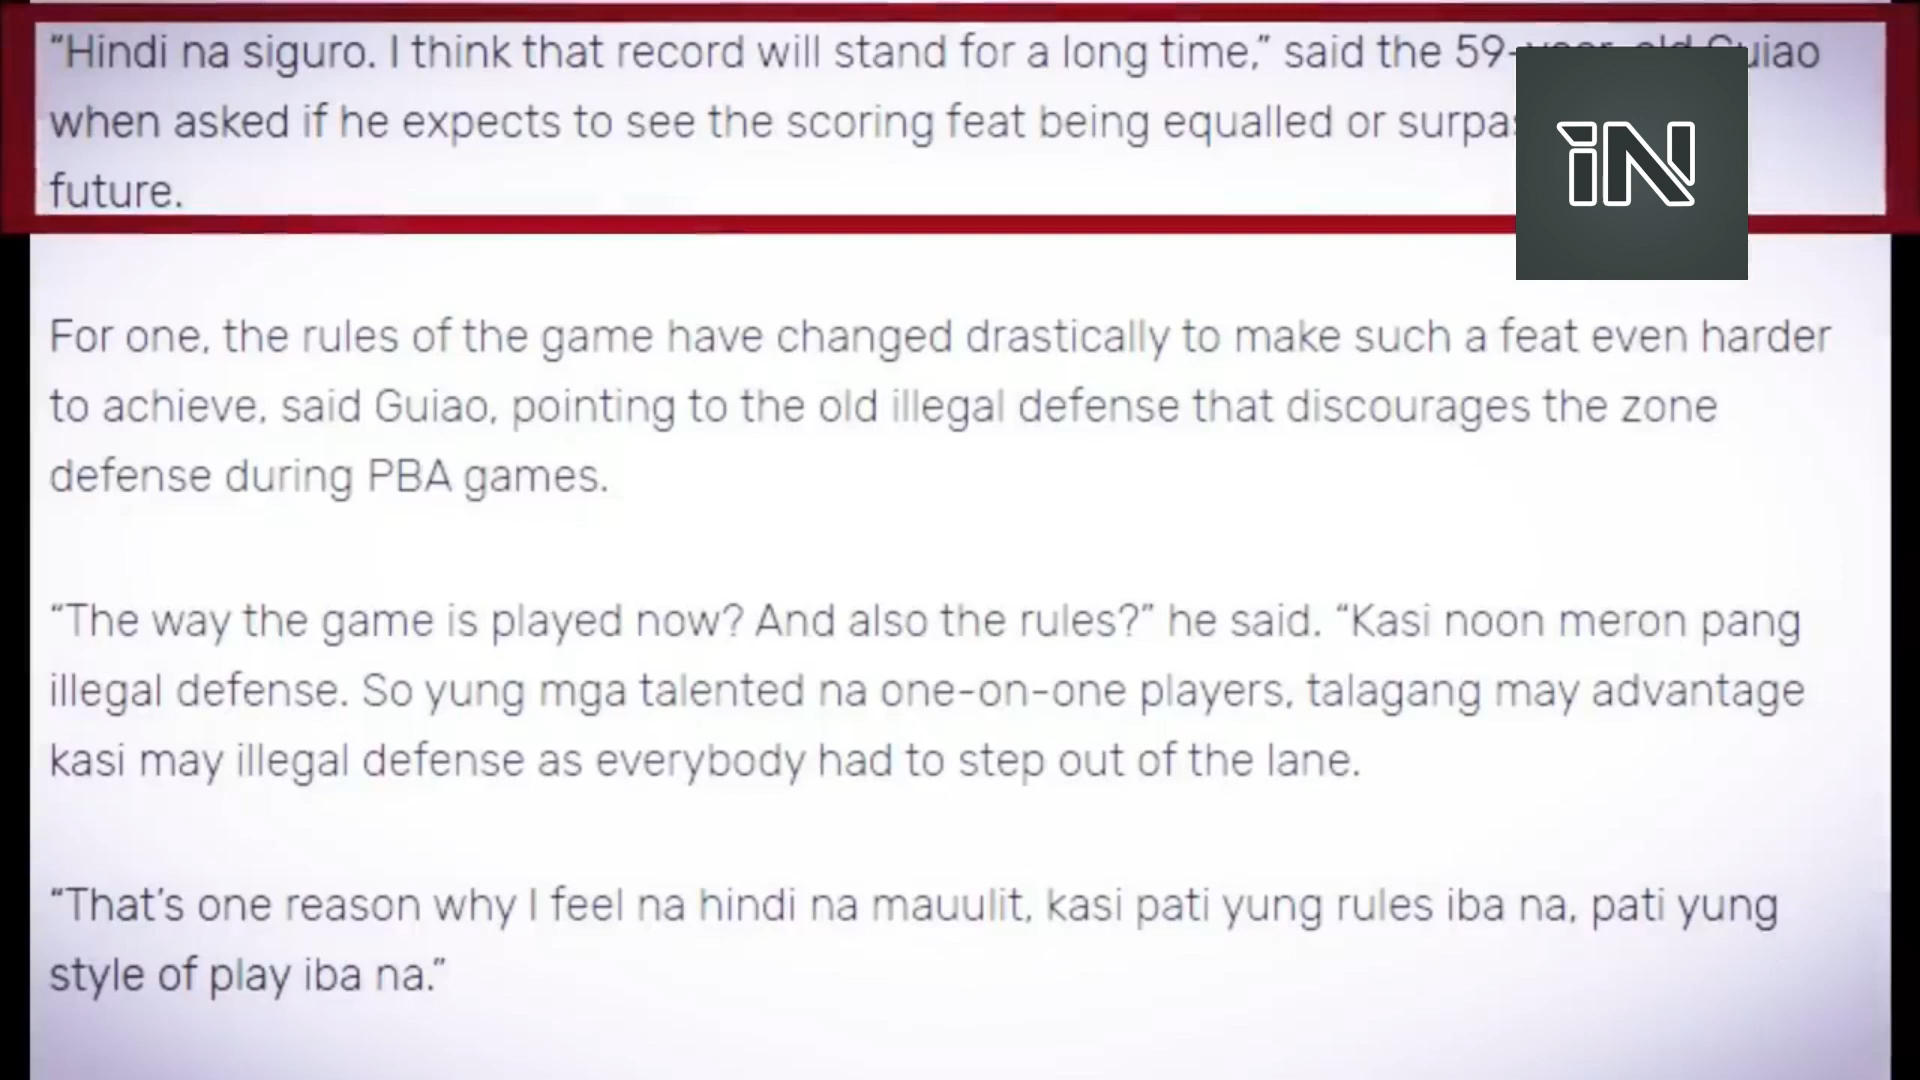 “Hindi na siguro. I think that record will stand for a long time,” said the 59-year-old Guiao
when asked if he expects to see the scoring feat being equalled or
future.
iN
For one, the rules of the game have changed drastically to make such a feat even harder
to achieve, said Guiao, pointing to the old illegal defense that discourages the zone
defense during PBA games.
“The way the game is played now? And also the rules?” he said. “Kasi noon meron pang
illegal defense. So yung mga talented na one-on-one players, talagang may advantage
kasi may illegal defense as everybody had to step out of the lane.
“That’s one reason why I feel na hindi na mauulit, kasi pati yung rules iba na, pati yung
style of play iba na.”